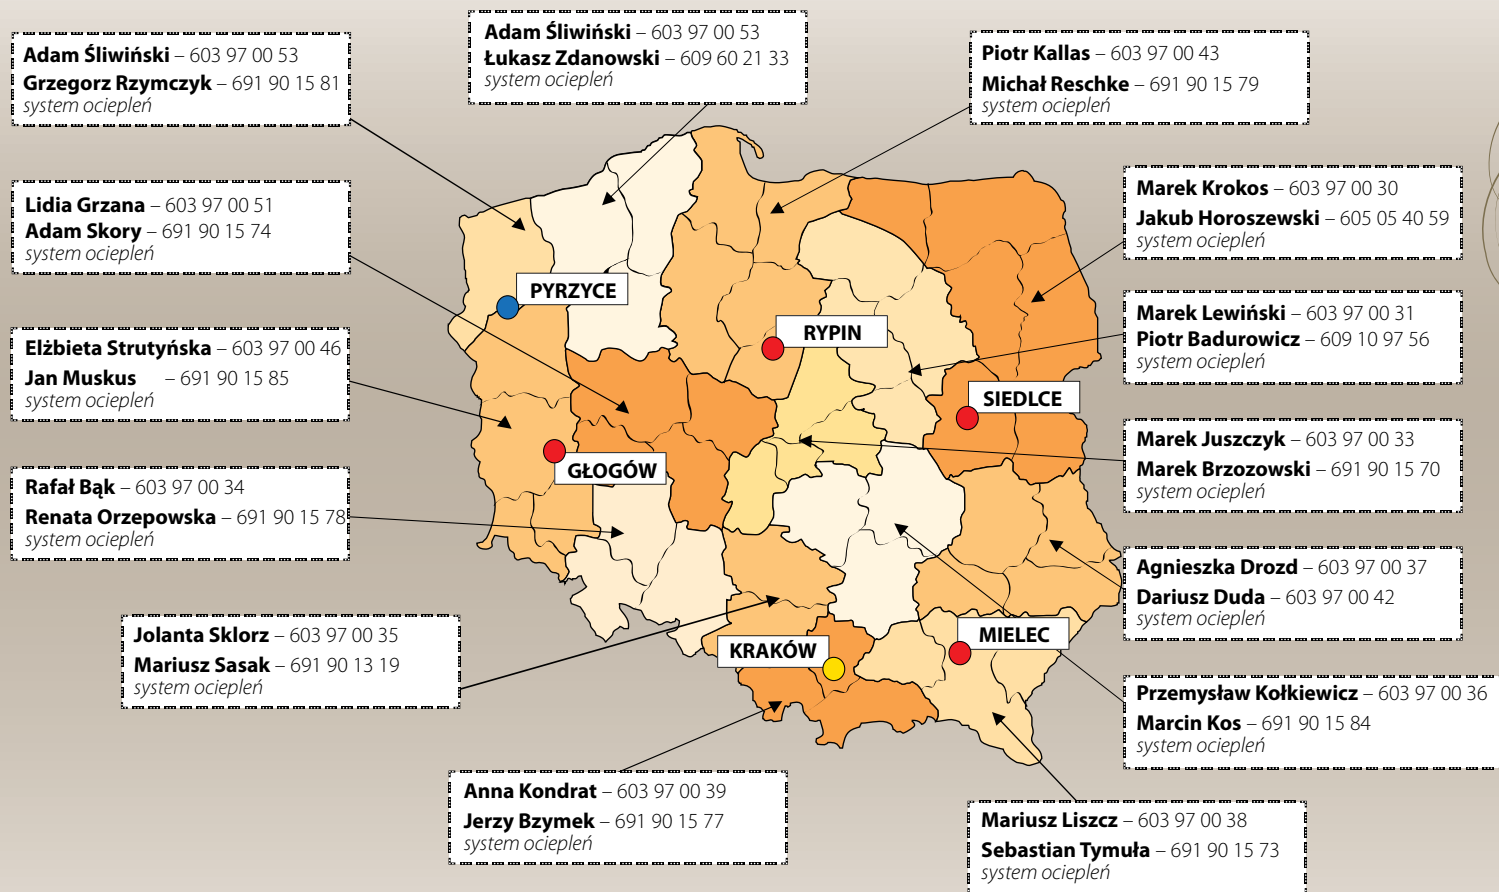 Adam Śliwiński – 603 97 00 53
Grzegorz Rzymczyk – 691 90 15 81
system ociepleń
Adam Śliwiński – 603 97 00 53
Łukasz Zdanowski – 609 60 21 33
system ociepleń
Piotr Kallas – 603 97 00 43
Michał Reschke – 691 90 15 79
system ociepleń
Lidia Grzana – 603 97 00 51
Adam Skory – 691 90 15 74
system ociepleń
Marek Krokos – 603 97 00 30
Jakub Horoszewski – 605 05 40 59
system ociepleń
PYRZYCE
RYPIN
Elżbieta Strutyńska – 603 97 00 46
Jan Muskus – 691 90 15 85
system ociepleń
Marek Lewiński – 603 97 00 31
Piotr Badurowicz – 609 10 97 56
system ociepleń
SIEDLCE
GŁOGÓW
Rafał Bąk – 603 97 00 34
Renata Orzepowska – 691 90 15 78
system ociepleń
Marek Juszczyk – 603 97 00 33
Marek Brzozowski – 691 90 15 70
system ociepleń
Agnieszka Drozd – 603 97 00 37
Dariusz Duda – 603 97 00 42
system ociepleń
Jolanta Sklorz – 603 97 00 35
Mariusz Sasak – 691 90 13 19
system ociepleń
KRAKÓW
MIELEC
Przemysław Kołkiewicz – 603 97 00 36
Marcin Kos – 691 90 15 84
system ociepleń
Anna Kondrat – 603 97 00 39
Jerzy Bzymek – 691 90 15 77
system ociepleń
Mariusz Liszcz – 603 97 00 38
Sebastian Tymuła – 691 90 15 73
system ociepleń